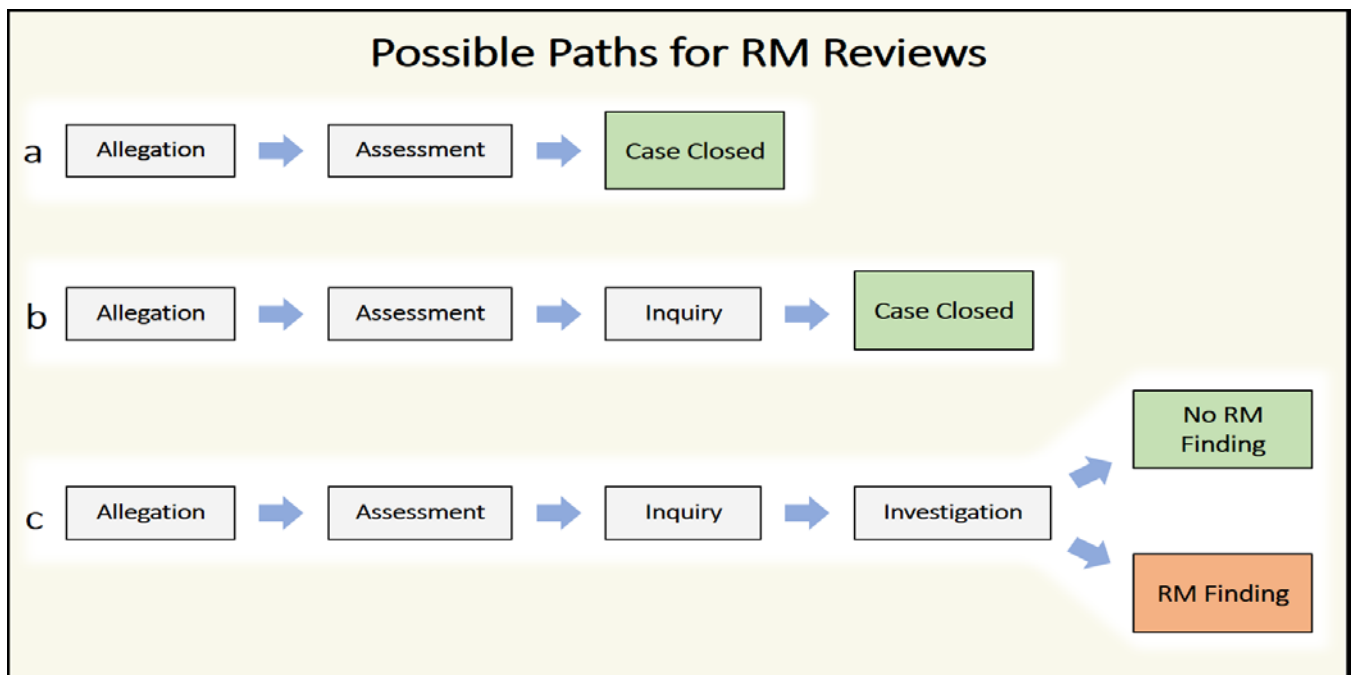 Possible Paths for RM Reviews
a Allegation Assessment Case Closed
b Allegation Assessment Inquiry Case Closed
c Allegation Assessment Inquiry Investigation
No RM
Finding
RM Finding